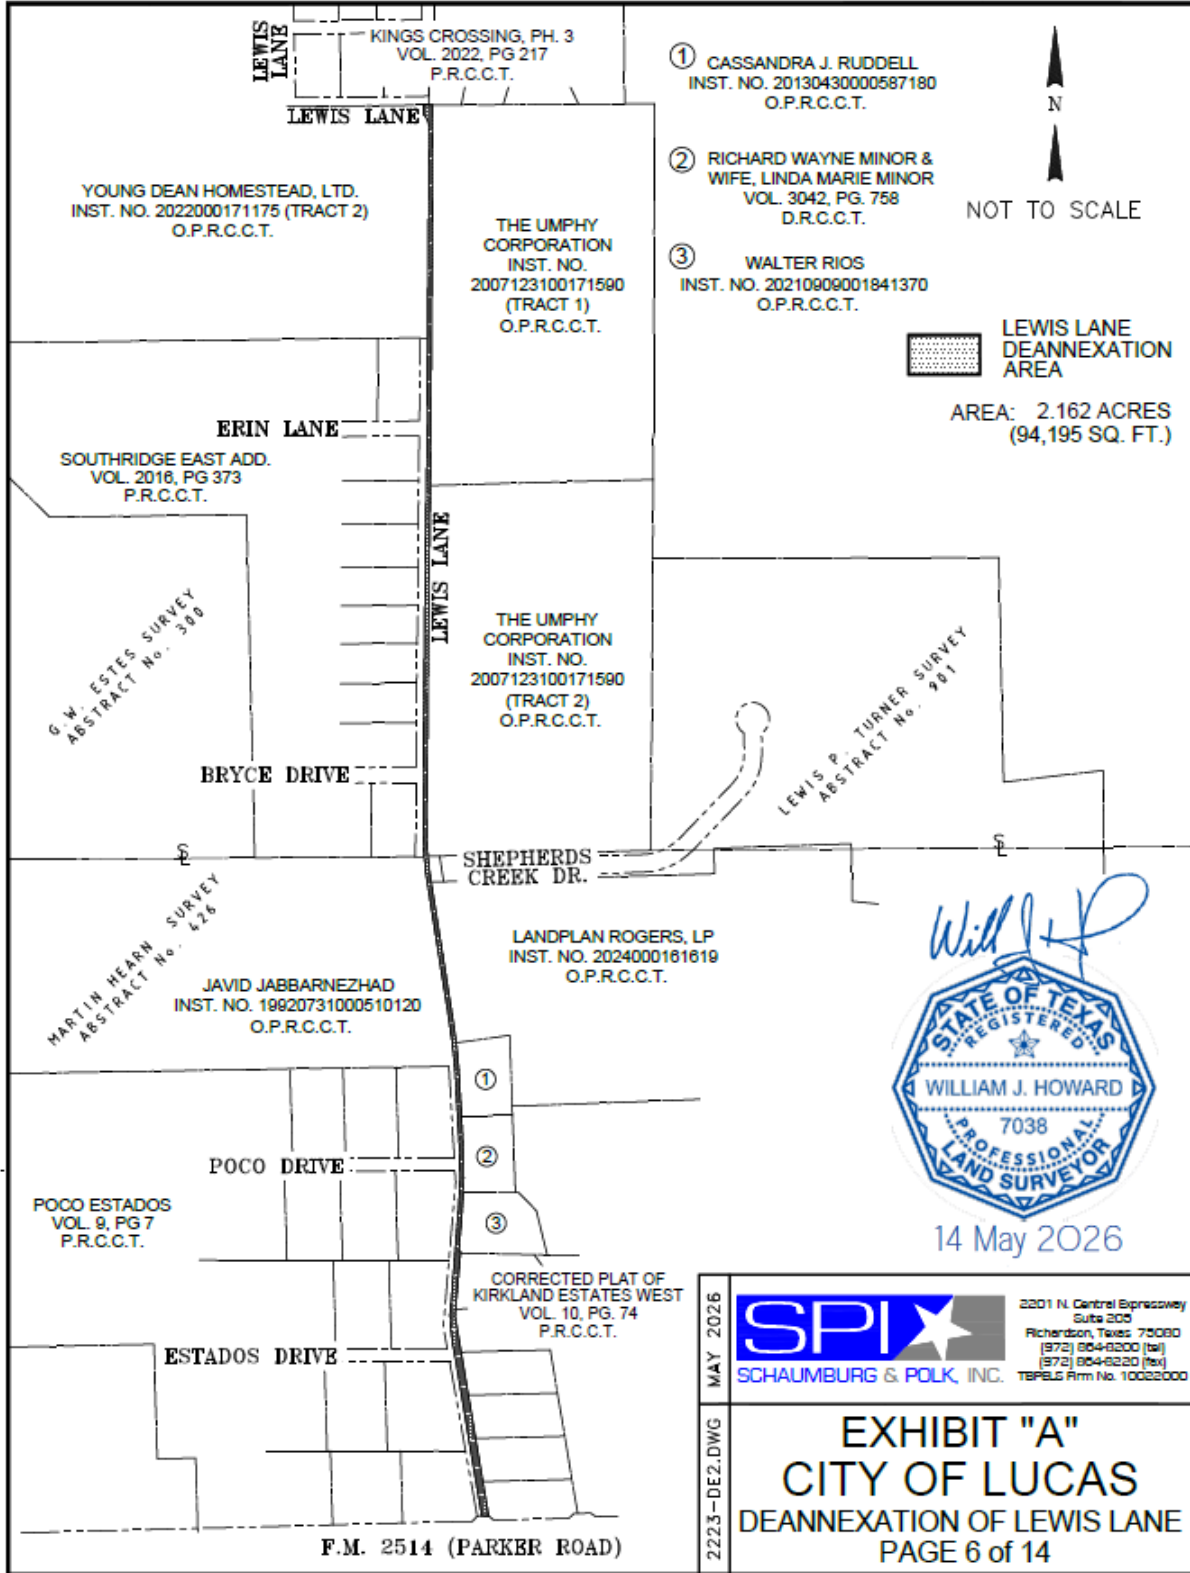 LEWIS
LANE
KINGS CROSSING, PH. 3
VOL. 2022, PG 217
P.R.C.C.T.
LEWIS LANE
① CASSANDRA J. RUDDELL
INST. NO. 20130430000587180
O.P.R.C.C.T.
N
② RICHARD WAYNE MINOR &
WIFE, LINDA MARIE MINOR
VOL. 3042, PG. 758
D.R.C.C.T.
NOT TO SCALE
③ WALTER RIOS
INST. NO. 20210909001841370
O.P.R.C.C.T.
YOUNG DEAN HOMESTEAD, LTD.
INST. NO. 2022000171175 (TRACT 2)
O.P.R.C.C.T.
THE UMPHY
CORPORATION
INST. NO.
2007123100171590
(TRACT 1)
O.P.R.C.C.T.
LEWIS LANE
DEANNEXATION
AREA
AREA: 2.162 ACRES
(94,195 SQ. FT.)
ERIN LANE
SOUTHRIDGE EAST ADD.
VOL. 2016, PG 373
P.R.C.C.T.
LEWIS LANE
G.W. ESTES SURVEY
ABSTRACT No. 300
THE UMPHY
CORPORATION
INST. NO.
2007123100171590
(TRACT 2)
O.P.R.C.C.T.
LEWIS P. TURNER SURVEY
ABSTRACT No. 901
BRYCE DRIVE
SL
SL
SHEPHERDS
CREEK DR.
MARTIN HEARN SURVEY
ABSTRACT No. 426
LANDPLAN ROGERS, LP
INST. NO. 2024000161619
O.P.R.C.C.T.
JAVID JABBARNEZHAD
INST. NO. 19920731000510120
O.P.R.C.C.T.
Will J H
STATE OF TEXAS
REGISTERED
WILLIAM J. HOWARD
7038
PROFESSIONAL
LAND SURVEYOR
14 May 2026
①
②
③
POCO DRIVE
POCO ESTADOS
VOL. 9, PG 7
P.R.C.C.T.
CORRECTED PLAT OF
KIRKLAND ESTATES WEST
VOL. 10, PG. 74
P.R.C.C.T.
ESTADOS DRIVE
F.M. 2514 (PARKER ROAD)
MAY 2026
SPI
SCHAUMBURG & POLK, INC.
2201 N. Central Expressway
Suite 205
Richardson, Texas 75080
(972) 864-8200 (tel)
(972) 864-8220 (fax)
TBPELS Firm No. 10022000
2223-DE2.DWG
EXHIBIT "A"
CITY OF LUCAS
DEANNEXATION OF LEWIS LANE
PAGE 6 of 14